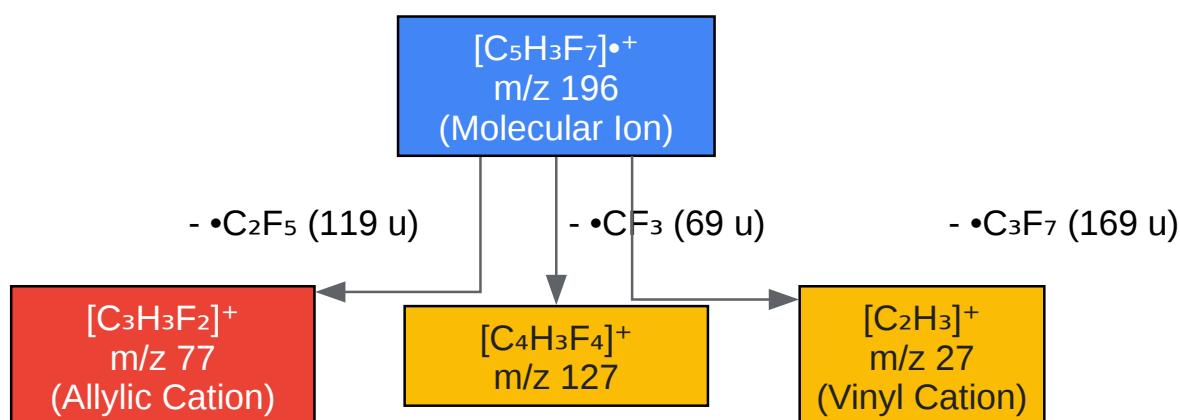 [C₅H₃F₇]•⁺
m/z 196
(Molecular Ion)
- •C₂F₅ (119 u)
- •CF₃ (69 u)
- •C₃F₇ (169 u)
[C₃H₃F₂]⁺
m/z 77
(Allylic Cation)
[C₄H₃F₄]⁺
m/z 127
[C₂H₃]⁺
m/z 27
(Vinyl Cation)